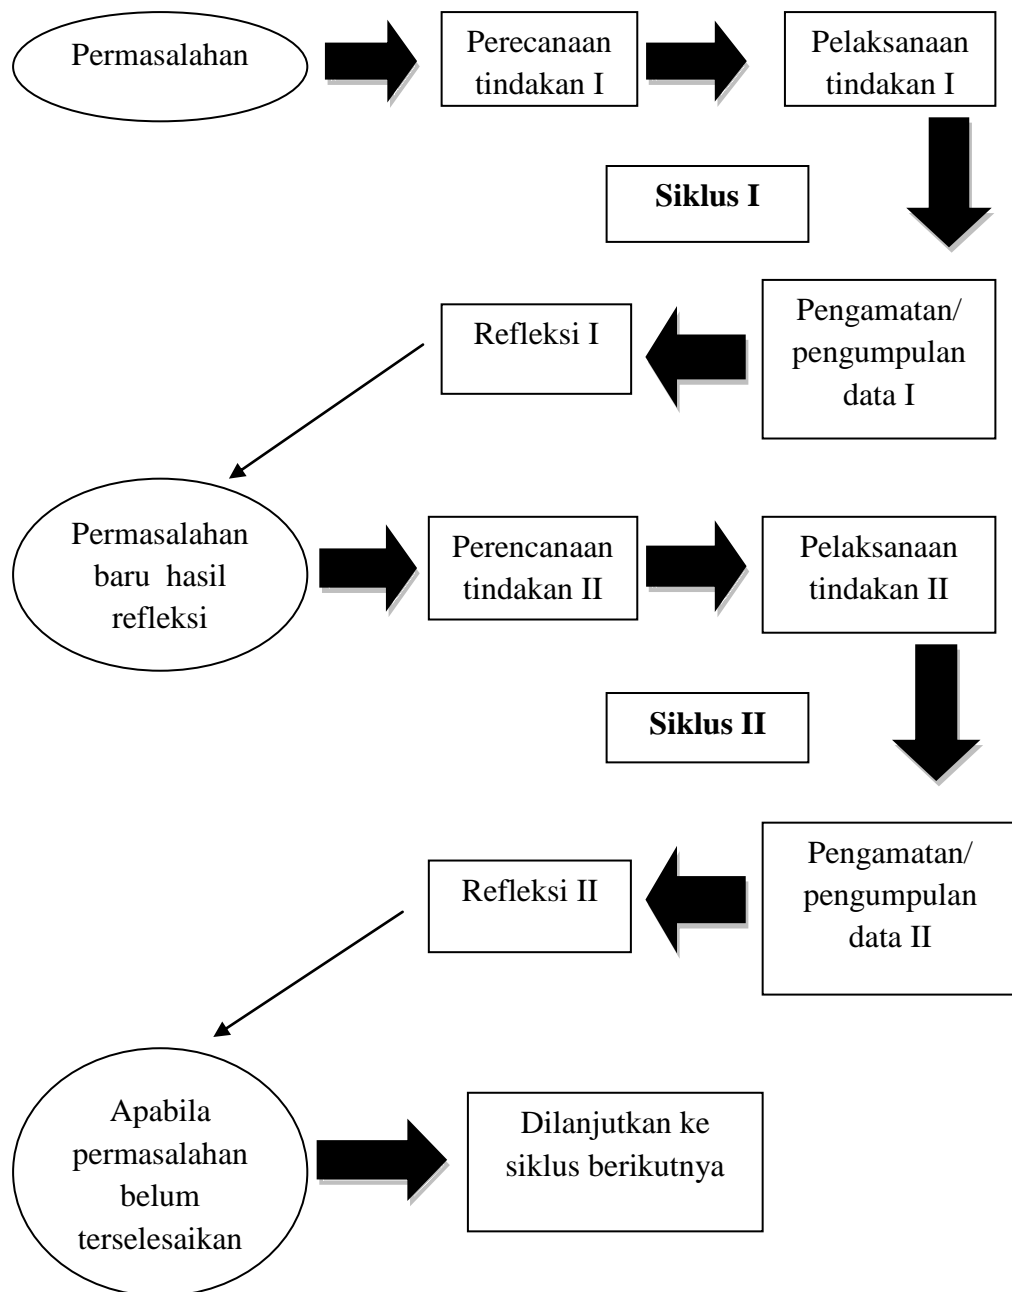 Permasalahan
Perecanaan
tindakan I
Pelaksanaan
tindakan I
Siklus I
Refleksi I
Pengamatan/
pengumpulan
data I
Permasalahan
baru hasil
refleksi
Perencanaan
tindakan II
Pelaksanaan
tindakan II
Siklus II
Refleksi II
Pengamatan/
pengumpulan
data II
Apabila
permasalahan
belum
terselesaikan
Dilanjutkan ke
siklus berikutnya